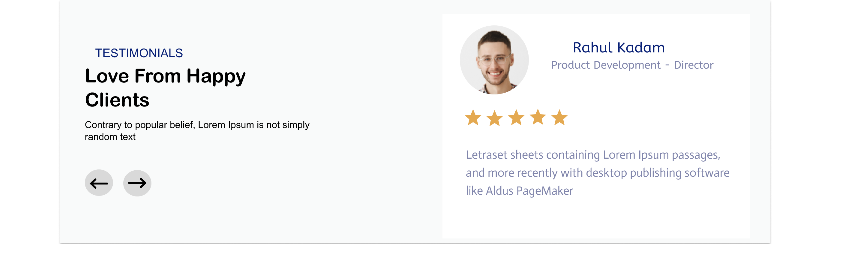 TESTIMONIALS
Love From Happy
Clients
Contrary to popular belief, Lorem Ipsum is not simply
random text
Rahul Kadam
Product Development - Director
Letraset sheets containing Lorem Ipsum passages,
and more recently with desktop publishing software
like Aldus PageMaker